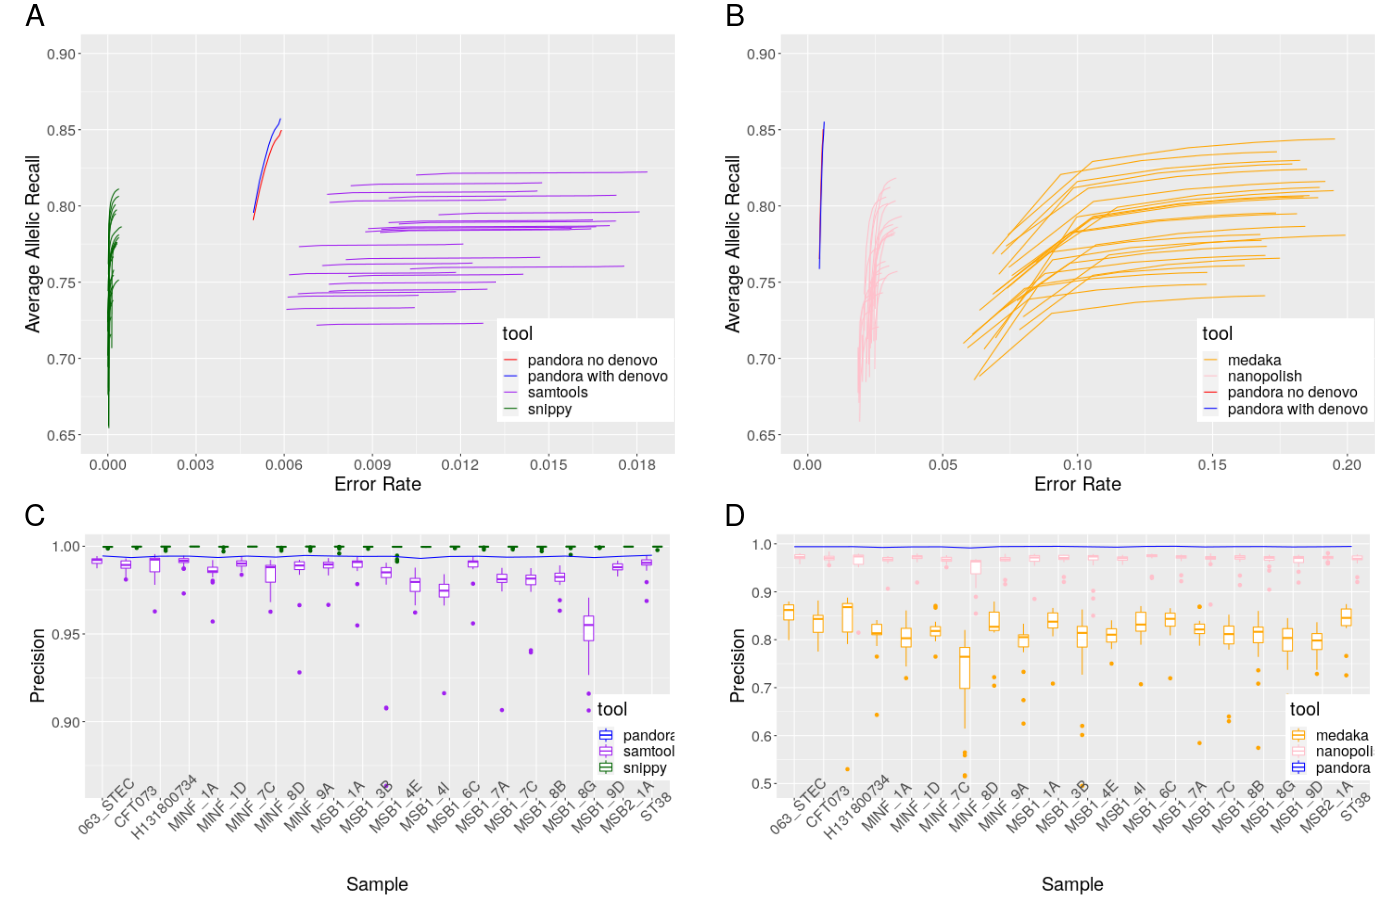 A
B
0.90
0.85
0.80
0.75
0.70
0.65
Average Allelic Recall
0.000
0.003
0.006
0.009
0.012
0.015
0.018
Error Rate
tool
pandora no denovo
pandora with denovo
samtools
snippy
0.90
0.85
0.80
0.75
0.70
0.65
Average Allelic Recall
0.00
0.05
0.10
0.15
0.20
Error Rate
tool
medaka
nanopolish
pandora no denovo
pandora with denovo
C
D
1.00
0.95
0.90
Precision
tool
pandora
samtool
snippy
063_STEC
CFT073
H131800734
MINF_1A
MINF_1D
MINF_7C
MINF_8D
MINF_9A
MSB1_1A
MSB1_3B
MSB1_4E
MSB1_4I
MSB1_6C
MSB1_7A
MSB1_7C
MSB1_8B
MSB1_8G
MSB1_9D
MSB2_1A
ST38
Sample
1.0
0.9
0.8
0.7
0.6
0.5
Precision
tool
medaka
nanopoli
pandora
063_STEC
CFT073
H131800734
MINF_1A
MINF_1D
MINF_7C
MINF_8D
MINF_9A
MSB1_1A
MSB1_3B
MSB1_4E
MSB1_4I
MSB1_6C
MSB1_7A
MSB1_7C
MSB1_8B
MSB1_8G
MSB1_9D
MSB2_1A
ST38
Sample